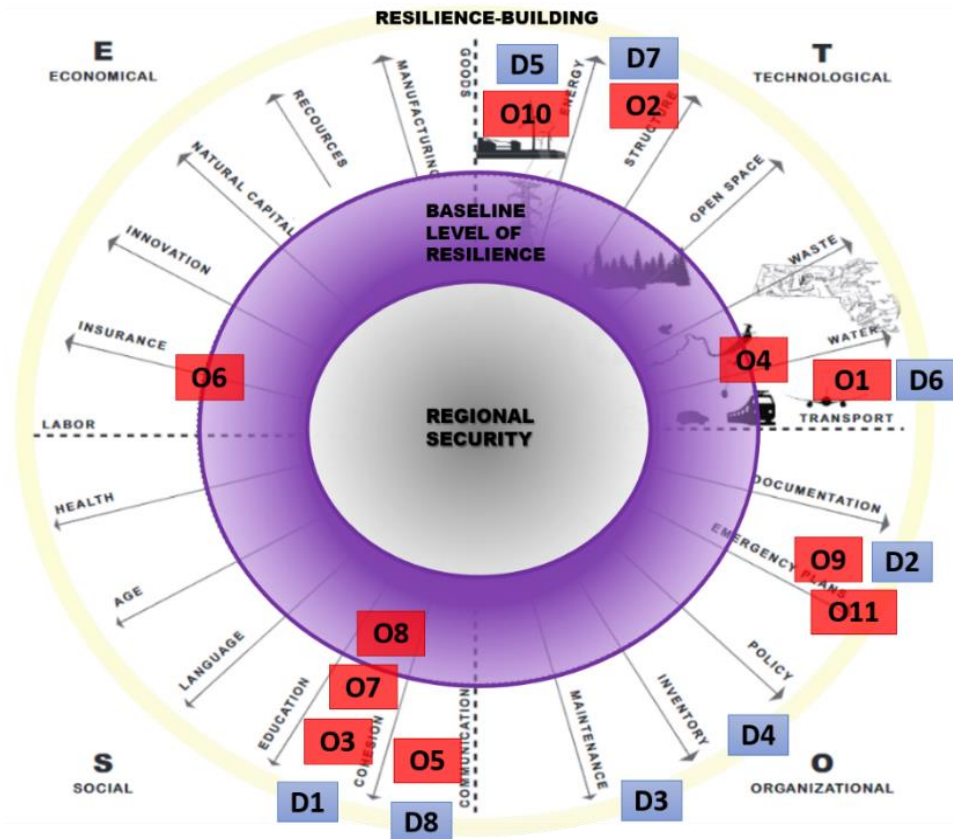 RESILIENCE-BUILDING
E
ECONOMICAL
T
TECHNOLOGICAL
RECOURCES
MANUFACTURING
GOODS
D5
O10
ENERGY
D7
O2
STRUCTURE
NATURAL CAPITAL
OPEN SPACE
INNOVATION
BASELINE
LEVEL OF
RESILIENCE
WASTE
INSURANCE
O6
WATER
O4
O1
D6
LABOR
REGIONAL
SECURITY
TRANSPORT
HEALTH
DOCUMENTATION
AGE
EMERGENCY PLANS
O9
D2
O11
LANGUAGE
O8
POLICY
EDUCATION
O7
COHESION
COMMUNICATION
MAINTENANCE
INVENTORY
O3
O5
D4
S
SOCIAL
O
ORGANIZATIONAL
D1
D8
D3